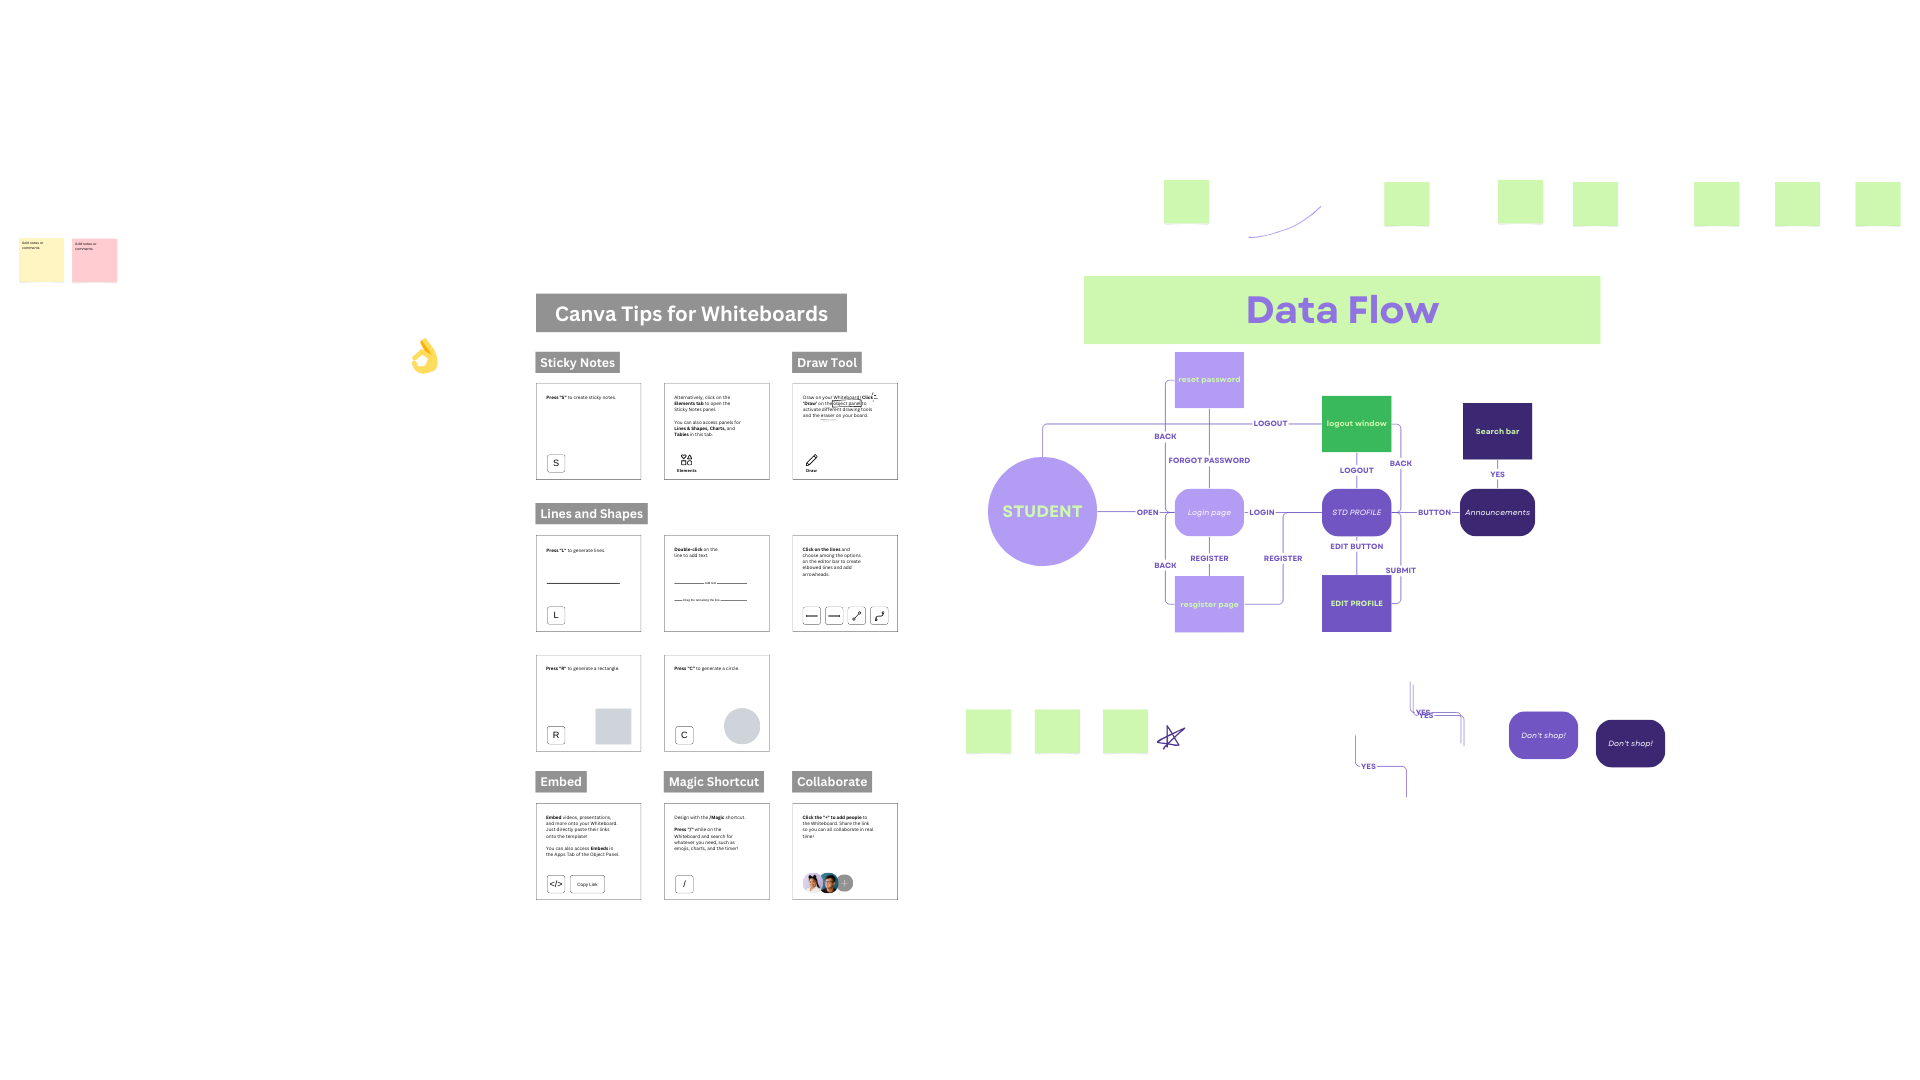 Add notes or
comments
Add notes or
comments
Canva Tips for Whiteboards
Sticky Notes
Draw Tool
Press "S" to create sticky notes.
S
Alternatively, click on the
Elements tab to open the
Sticky Notes panel.
You can also access panels for
Lines & Shapes, Charts, and
Tables in this tab.
Elements
Draw on your Whiteboard! Click
'Draw' on the object panel to
activate different drawing tools
and the eraser on your board.
Draw
Lines and Shapes
Press "L" to generate lines.
L
Double-click on the
line to add text.
Add text
Drag the text along the line
Click on the lines and
choose among the options
on the editor bar to create
elbowed lines and add
arrowheads.
Press "R" to generate a rectangle.
R
Press "C" to generate a circle.
C
Embed
Magic Shortcut
Collaborate
Embed videos, presentations,
and more onto your Whiteboard.
Just directly paste their links
onto the template!
You can also access Embeds in
the Apps Tab of the Object Panel.
</>
Copy Link
Design with the /Magic shortcut.
Press "/" while on the
Whiteboard and search for
whatever you need, such as
emojis, charts, and the timer!
/
Click the "+" to add people to
the Whiteboard. Share the link
so you can all collaborate in real
time!
+
Data Flow
reset password
logout window
Search bar
LOGOUT
BACK
FORGOT PASSWORD
LOGOUT
BACK
YES
STUDENT
OPEN
Login page
LOGIN
STD PROFILE
BUTTON
Announcements
EDIT BUTTON
BACK
REGISTER
REGISTER
SUBMIT
resgister page
EDIT PROFILE
YES
YES
YES
Don't shop!
Don't shop!